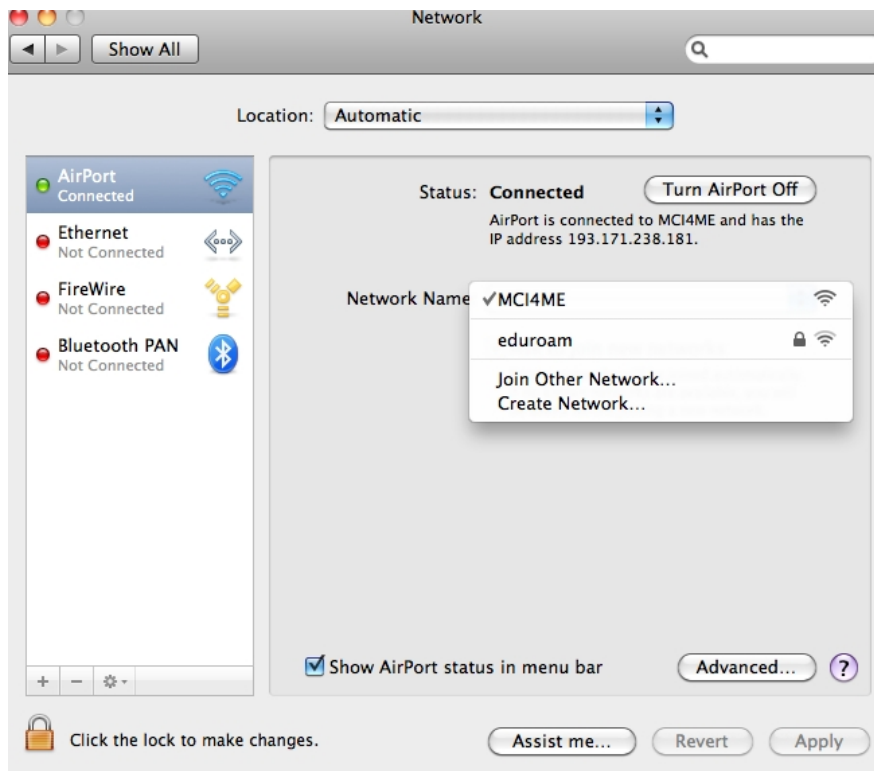 Network
Show All
Location: Automatic
AirPort
Connected
Ethernet
Not Connected
FireWire
Not Connected
Bluetooth PAN
Not Connected
Status: Connected
Turn AirPort Off
AirPort is connected to MCI4ME and has the
IP address 193.171.238.181.
Network Name
✓MCI4ME
eduroam
Join Other Network...
Create Network...
Show AirPort status in menu bar
Advanced...
?
Click the lock to make changes.
Assist me...
Revert
Apply